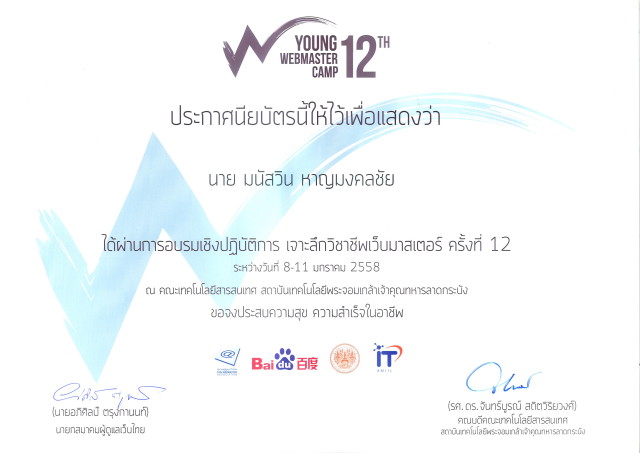 YOUNG
WEBMASTER
CAMP
12TH
ประกาศนียบัตรนี้ให้ไว้เพื่อแสดงว่า
นาย มนัสวิน หาญมงคลชัย
ได้ผ่านการอบรมเชิงปฏิบัติการ เจาะลึกวิชาชีพเว็บมาสเตอร์ ครั้งที่ 12
ระหว่างวันที่ 8-11 มกราคม 2558
ณ คณะเทคโนโลยีสารสนเทศ สถาบันเทคโนโลยีพระจอมเกล้าเจ้าคุณทหารลาดกระบัง
ขอจงประสบความสุข ความสำเร็จในอาชีพ
Baidu百度
iT
KMITL
(นายอภิศิลป์ ตรุงกานนท์)
นายกสมาคมผู้ดูแลเว็บไทย
(รศ. ดร. จันทร์บูรณ์ สถิตวิริยวงศ์)
คณบดีคณะเทคโนโลยีสารสนเทศ
สถาบันเทคโนโลยีพระจอมเกล้าเจ้าคุณทหารลาดกระบัง